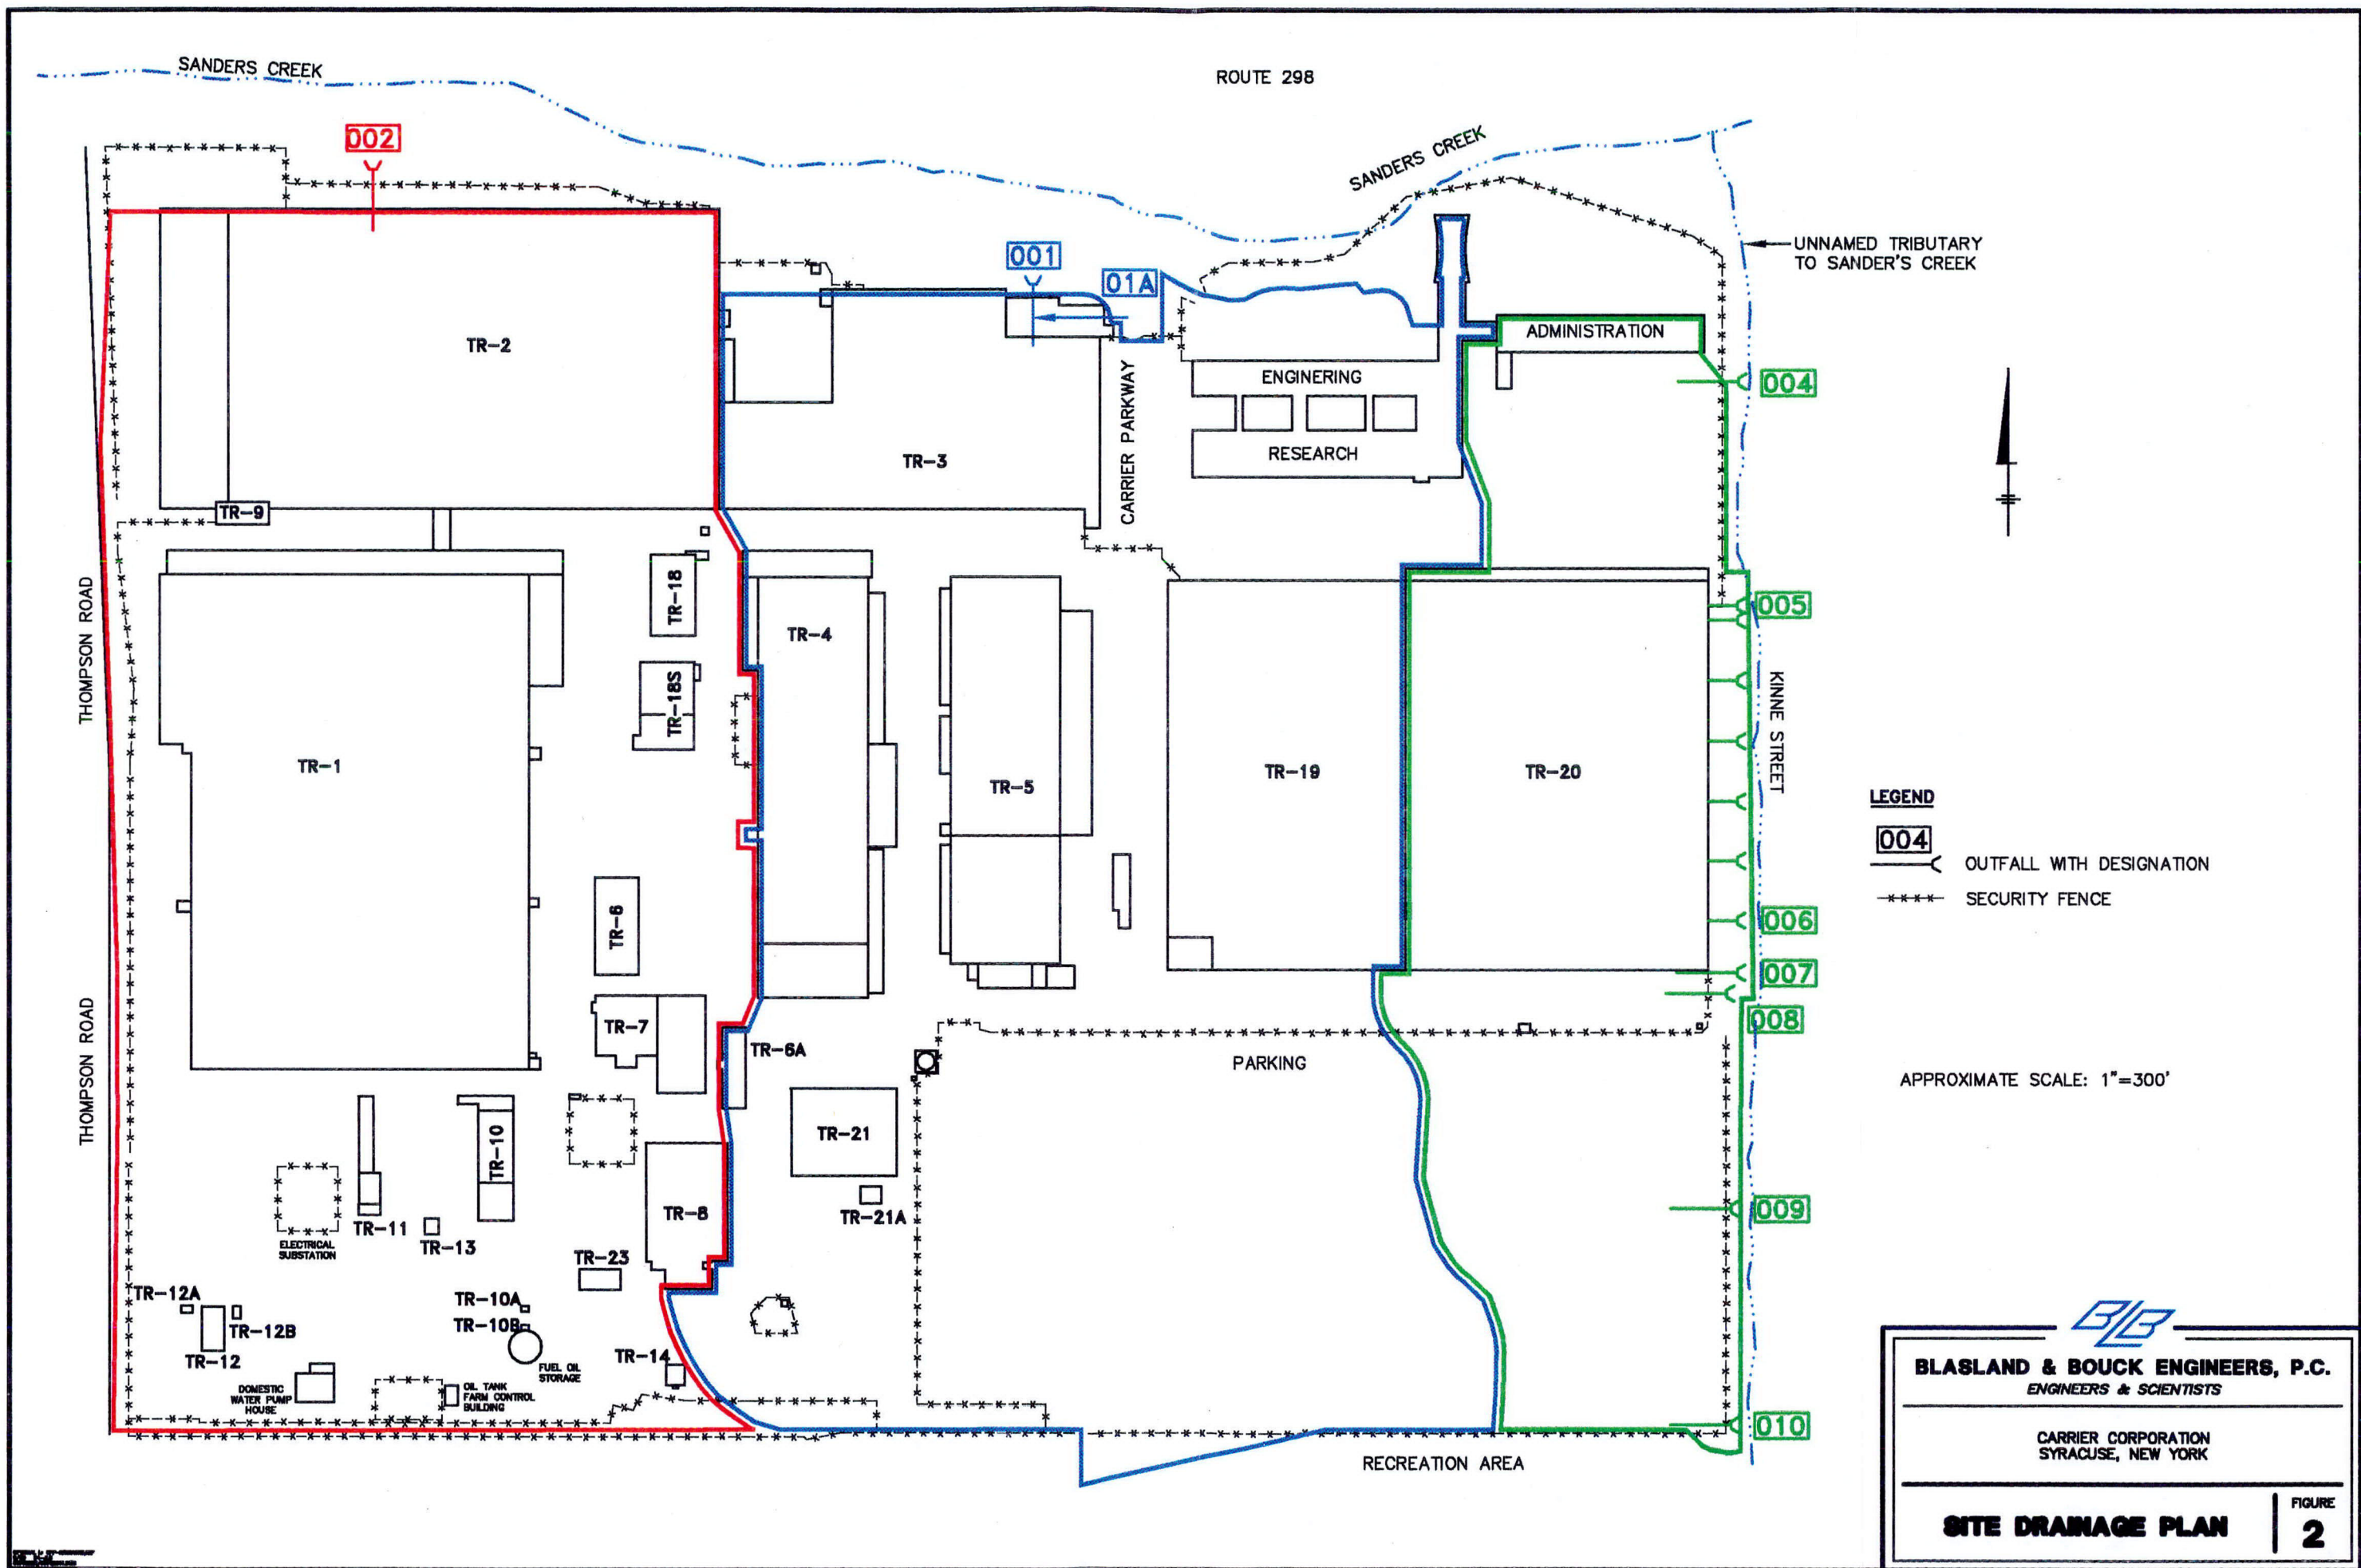 SANDERS CREEK
ROUTE 298
002
SANDERS CREEK
001
01A
UNNAMED TRIBUTARY
TO SANDER'S CREEK
TR-2
ADMINISTRATION
004
ENGINERING
CARRIER PARKWAY
RESEARCH
TR-3
TR-9
THOMPSON ROAD
TR-18
TR-4
005
TR-18S
KINNE STREET
TR-1
TR-5
TR-19
TR-20
LEGEND
004
OUTFALL WITH DESIGNATION
SECURITY FENCE
TR-6
006
007
008
THOMPSON ROAD
TR-7
TR-6A
PARKING
APPROXIMATE SCALE: 1"=300'
TR-10
TR-21
TR-11
TR-13
ELECTRICAL
SUBSTATION
TR-8
TR-21A
009
TR-23
TR-12A
TR-12B
TR-12
TR-10A
TR-10B
FUEL OIL
STORAGE
TR-14
DOMESTIC
WATER PUMP
HOUSE
OIL TANK
FARM CONTROL
BUILDING
010
RECREATION AREA
BLB
BLASLAND & BOUCK ENGINEERS, P.C.
ENGINEERS & SCIENTISTS
CARRIER CORPORATION
SYRACUSE, NEW YORK
SITE DRAINAGE PLAN
FIGURE
2